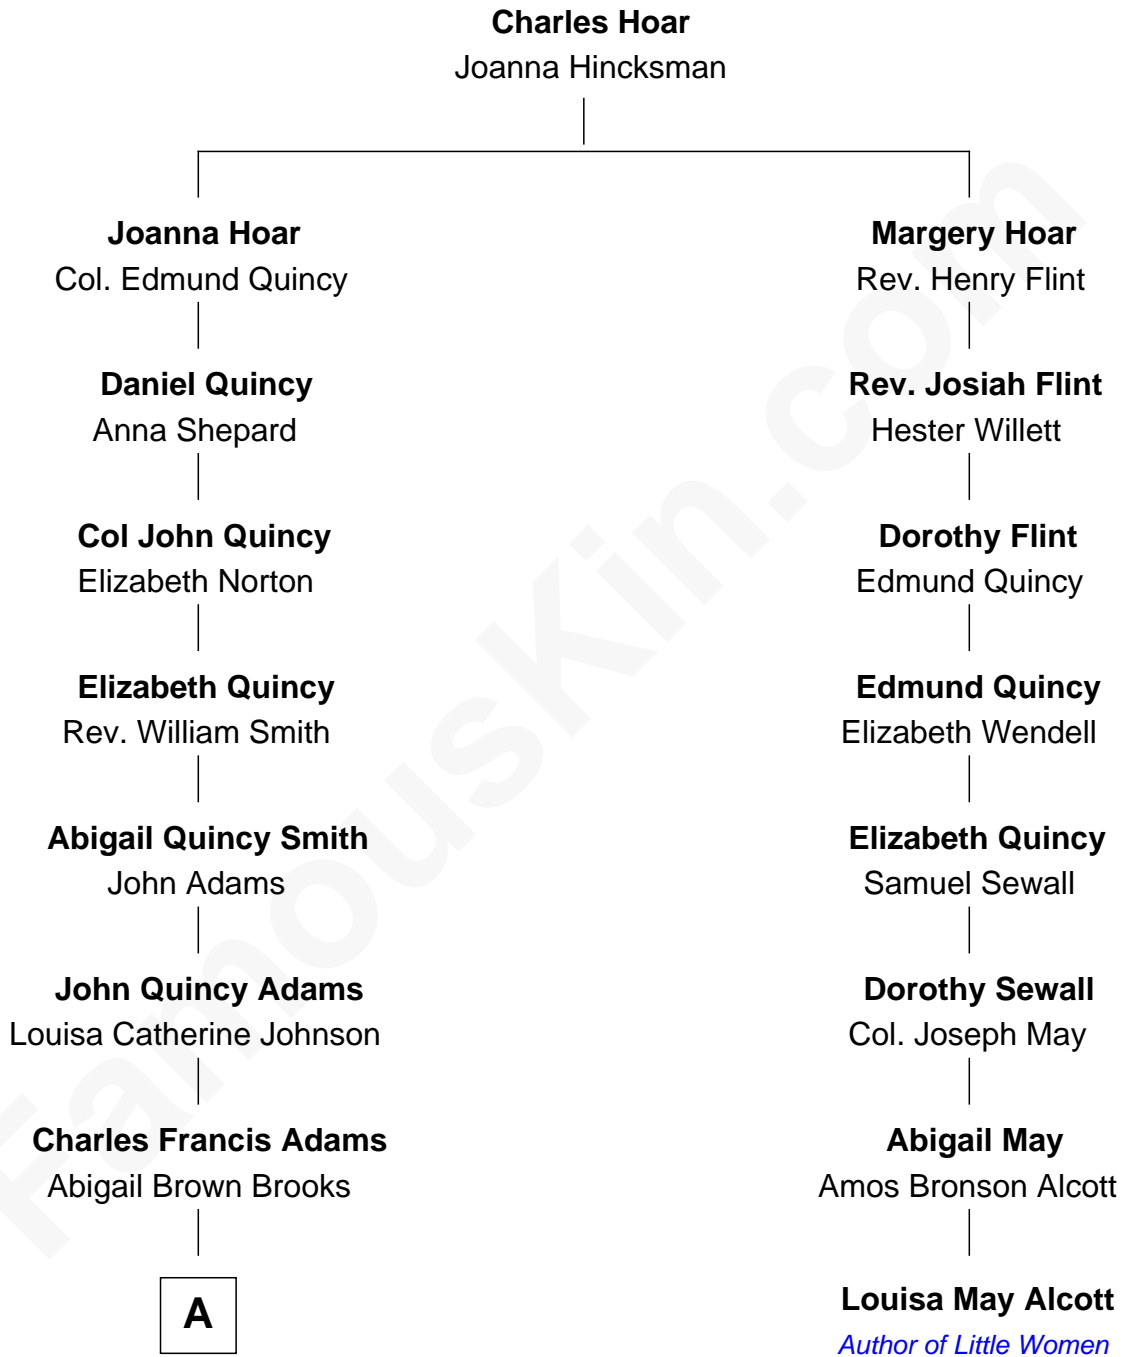 Charles Hoar
Joanna Hincksman
Joanna Hoar
Col. Edmund Quincy
Margery Hoar
Rev. Henry Flint
Daniel Quincy
Anna Shepard
Rev. Josiah Flint
Hester Willett
Col John Quincy
Elizabeth Norton
Dorothy Flint
Edmund Quincy
Elizabeth Quincy
Rev. William Smith
Edmund Quincy
Elizabeth Wendell
Abigail Quincy Smith
John Adams
Elizabeth Quincy
Samuel Sewall
John Quincy Adams
Louisa Catherine Johnson
Dorothy Sewall
Col. Joseph May
Charles Francis Adams
Abigail Brown Brooks
Abigail May
Amos Bronson Alcott
A
Louisa May Alcott
Author of Little Women
FamousKin.com